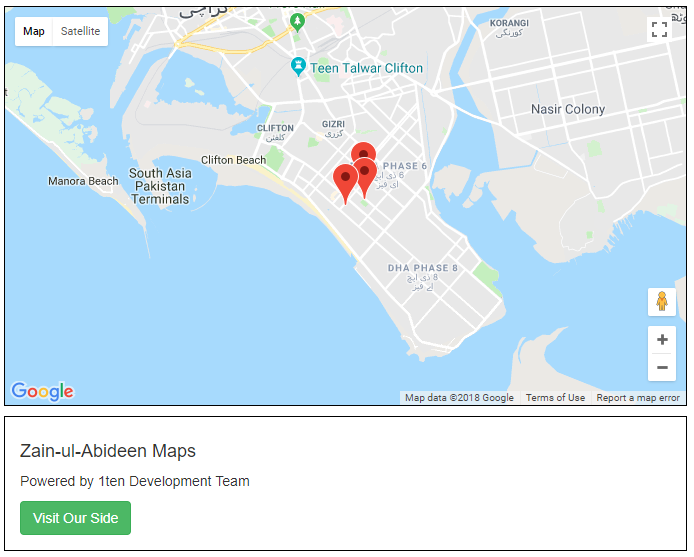 کراچی
Map
Satellite
KORANGI
کورنگی
Teen Talwar Clifton
Nasir Colony
CLIFTON
کلفٹن
GIZRI
گزری
Clifton Beach
PHASE 6
6 ڈی ایچ
اے فیز
Manora Beach
South Asia
Pakistan
Terminals
DHA PHASE 8
8 ڈی ایچ
اے فیز
Google
Map data ©2018 Google
Terms of Use
Report a map error
Zain-ul-Abideen Maps
Powered by 1ten Development Team
Visit Our Side